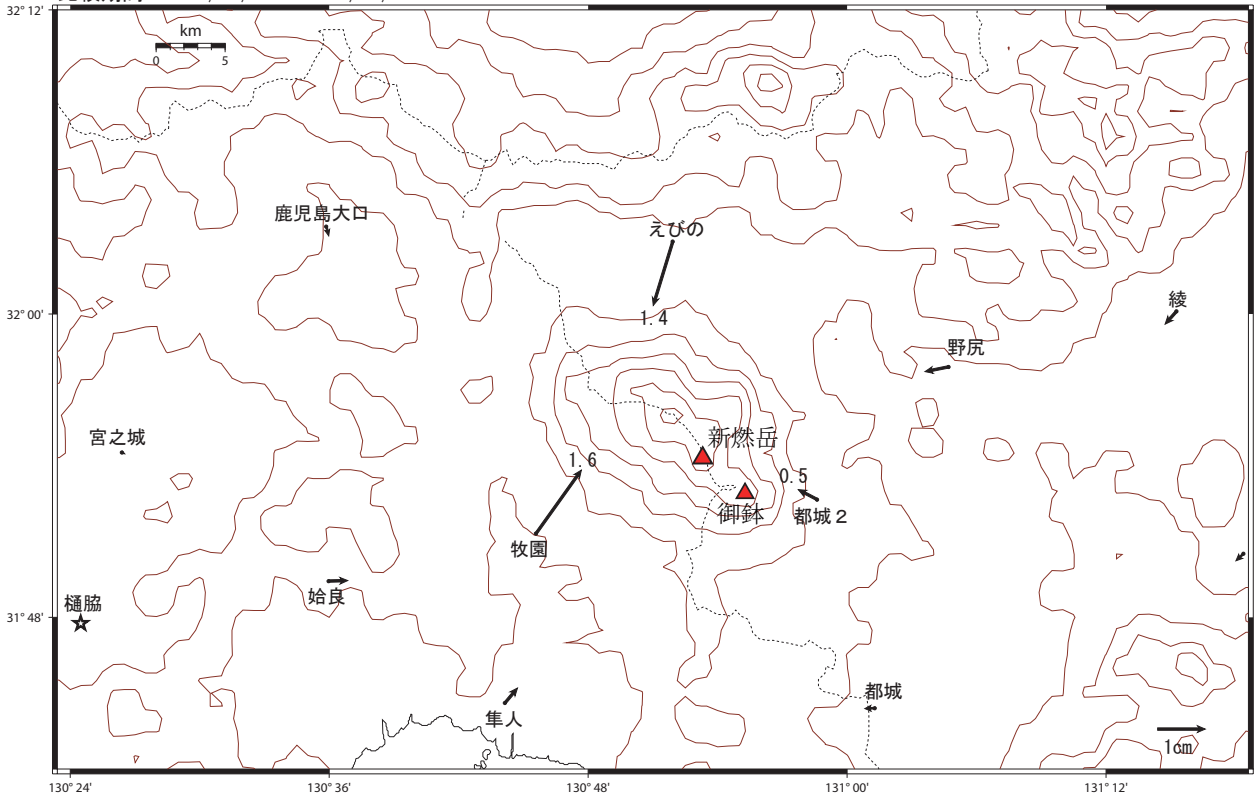 32° 12'
km
0 5
鹿児島大口
えびの
綾
32° 00'
1.4
野尻
宮之城
新燃岳
1.6
0.5
御鉢
都城２
牧園
姶良
樋脇
31° 48'
都城
隼人
1cm
130° 24'
130° 36'
130° 48'
131° 00'
131° 12'